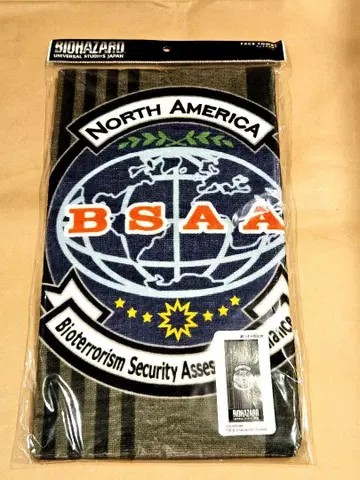 BIOHAZARD
UNIVERSAL STUDIOS JAPAN
FACE TOWEL
NORTH AMERICA
BSAA
Bioterrorism Security Asses
ance
BIOHAZARD